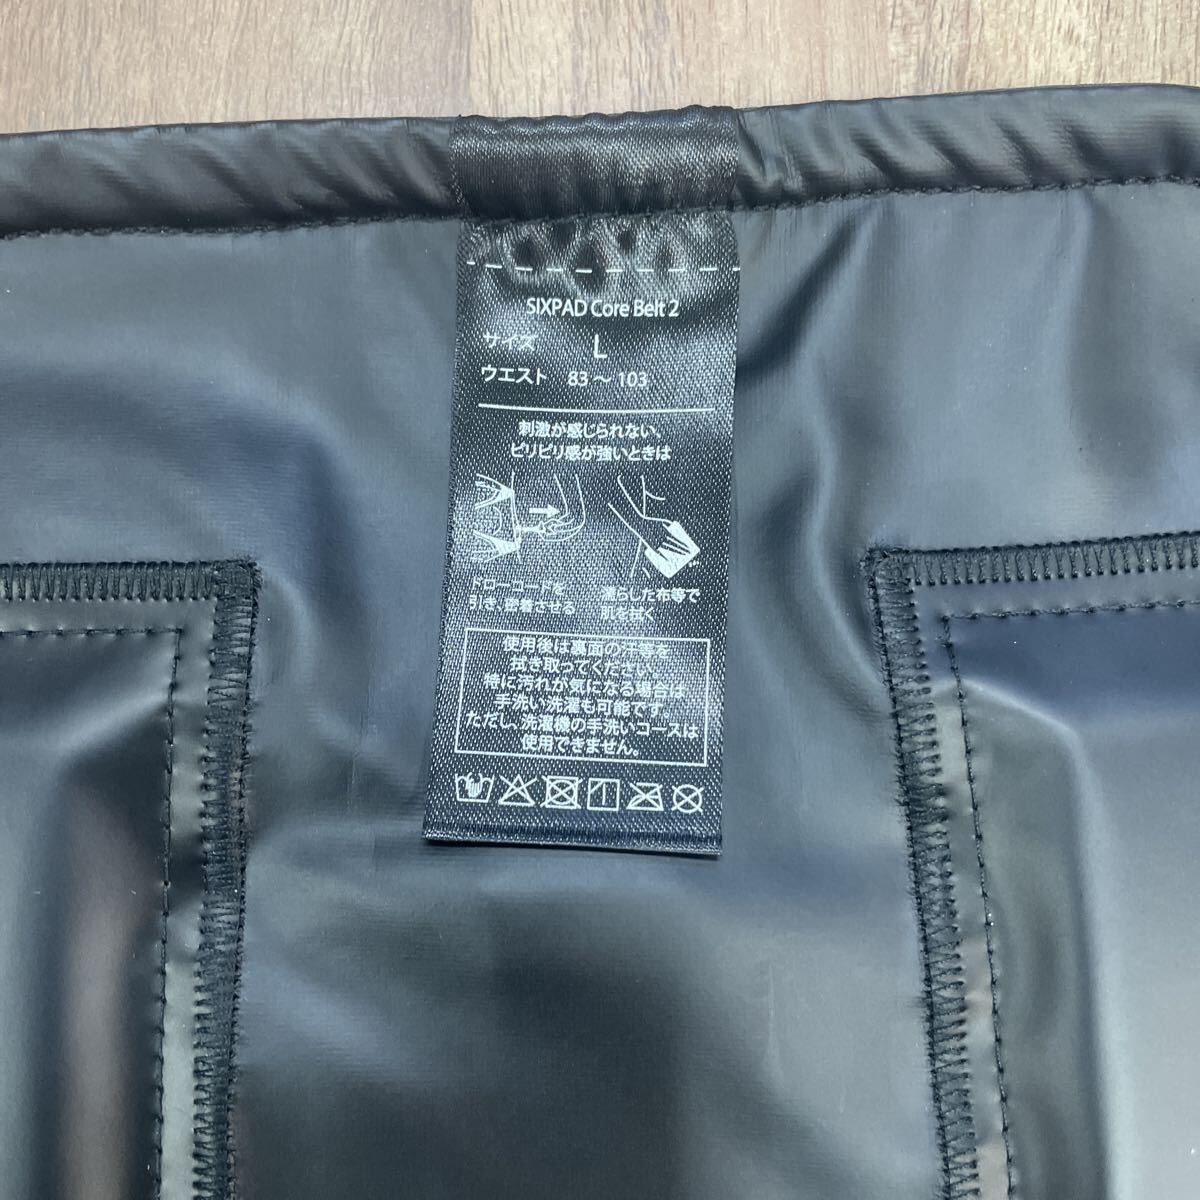 SIXPAD Core Belt 2
サイズ L
ウエスト 83～103
刺激が感じられない、
ピリピリ感が強いときは
ドローコードを
引き、密着させる
濡らした布等で
肌を拭く
使用後は裏面の汗等を
拭き取ってください。
特に汚れが気になる場合は
手洗い洗濯も可能です。
ただし、洗濯機の手洗いコースは
使用できません。